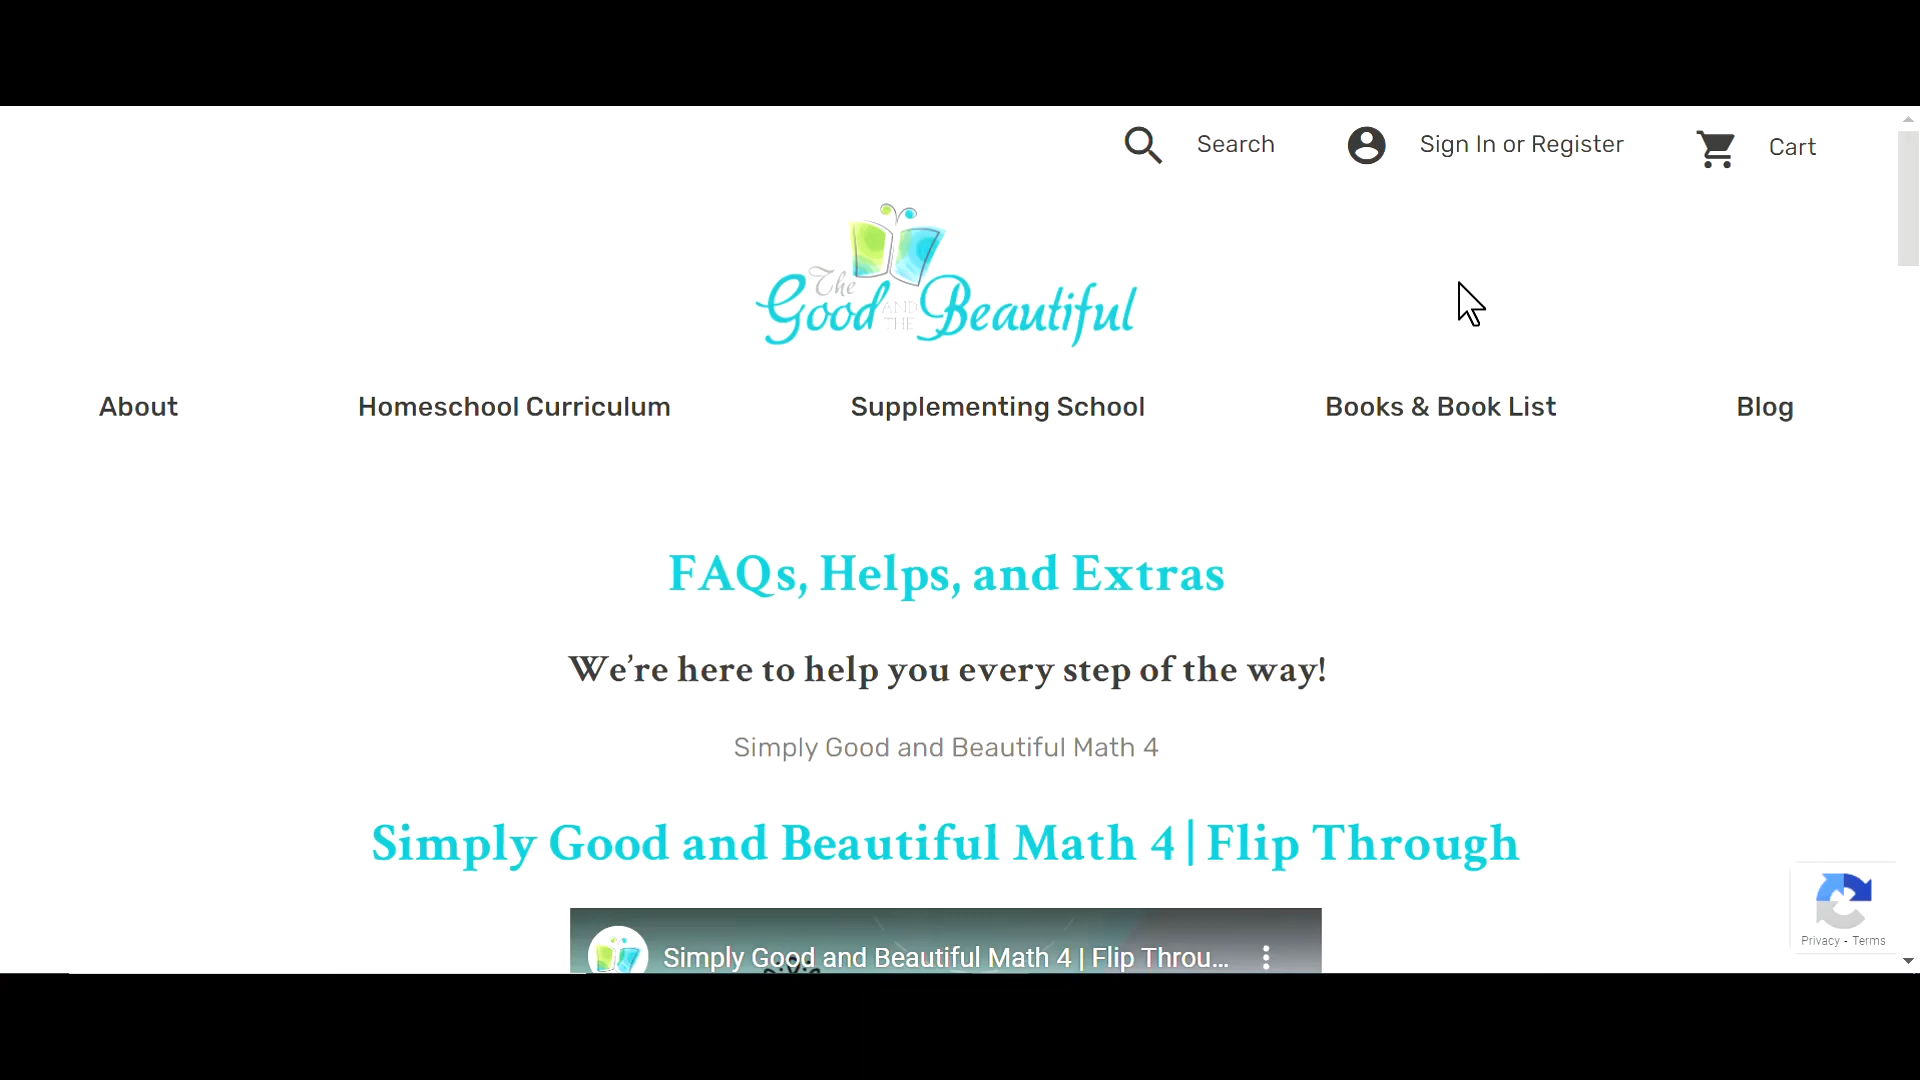 Search
Sign In or Register
Cart
The Good AND THE Beautiful
About
Homeschool Curriculum
Supplementing School
Books & Book List
Blog
FAQs, Helps, and Extras
We're here to help you every step of the way!
Simply Good and Beautiful Math 4
Simply Good and Beautiful Math 4 | Flip Through
Simply Good and Beautiful Math 4 | Flip Throu...
Privacy - Terms